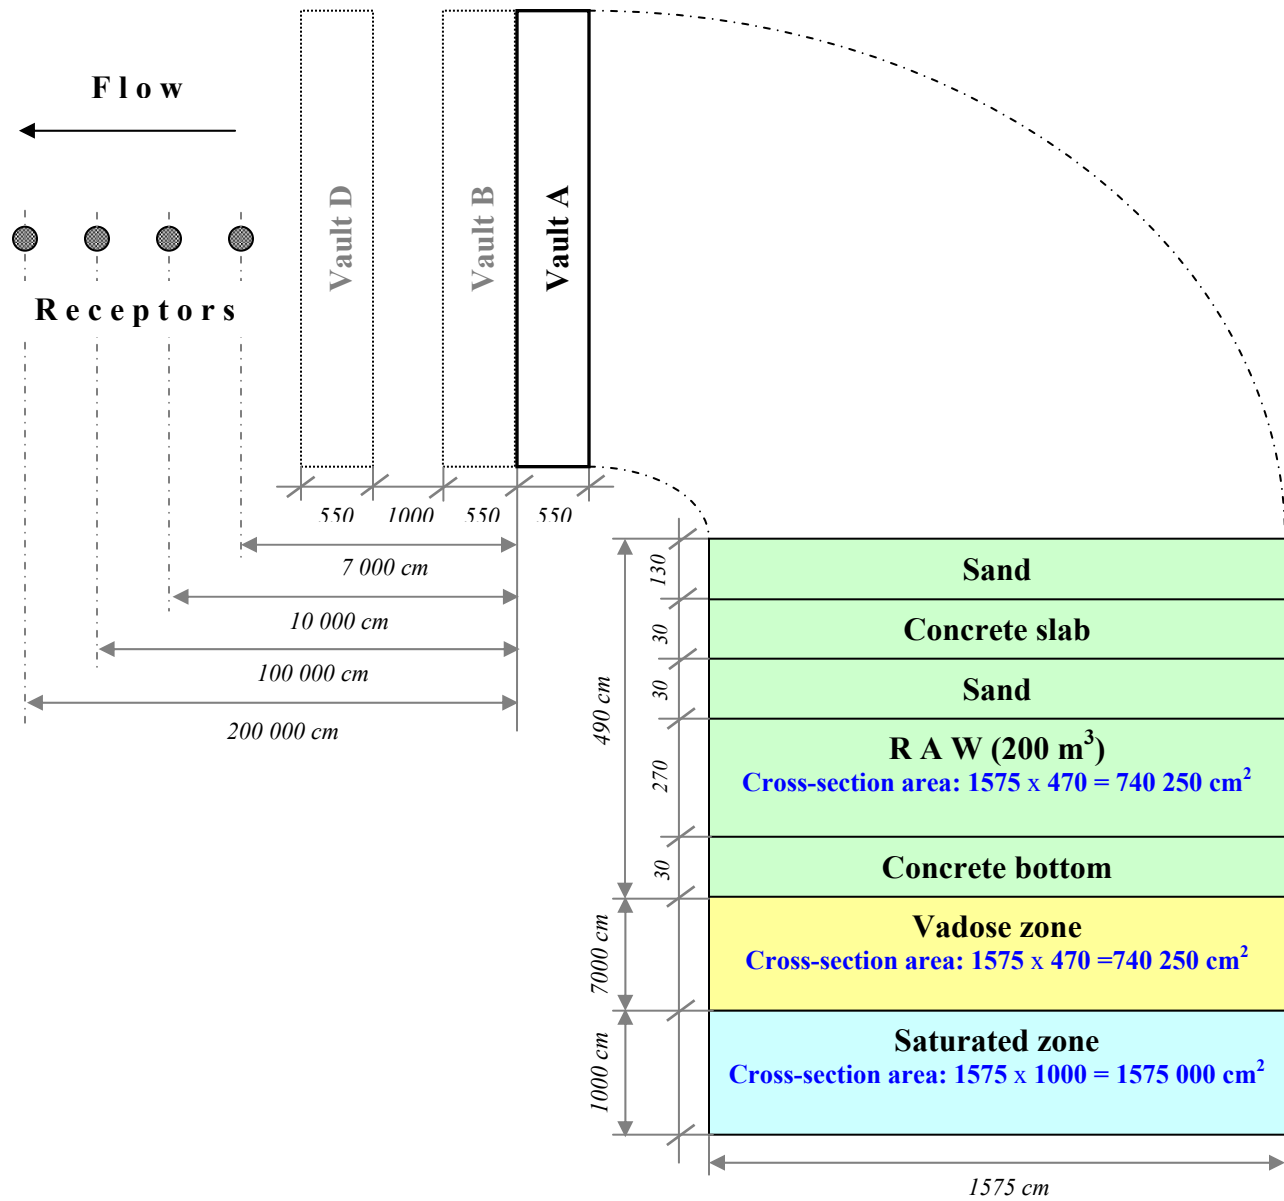 F l o w
Vault D
Vault B
Vault A
R e c e p t o r s
550
1000
550
550
7 000 cm
10 000 cm
100 000 cm
200 000 cm
490 cm
130
Sand
30
Concrete slab
30
Sand
270
R A W (200 m³)
Cross-section area: 1575 x 470 = 740 250 cm²
30
Concrete bottom
7000 cm
Vadose zone
Cross-section area: 1575 x 470 =740 250 cm²
1000 cm
Saturated zone
Cross-section area: 1575 x 1000 = 1575 000 cm²
1575 cm